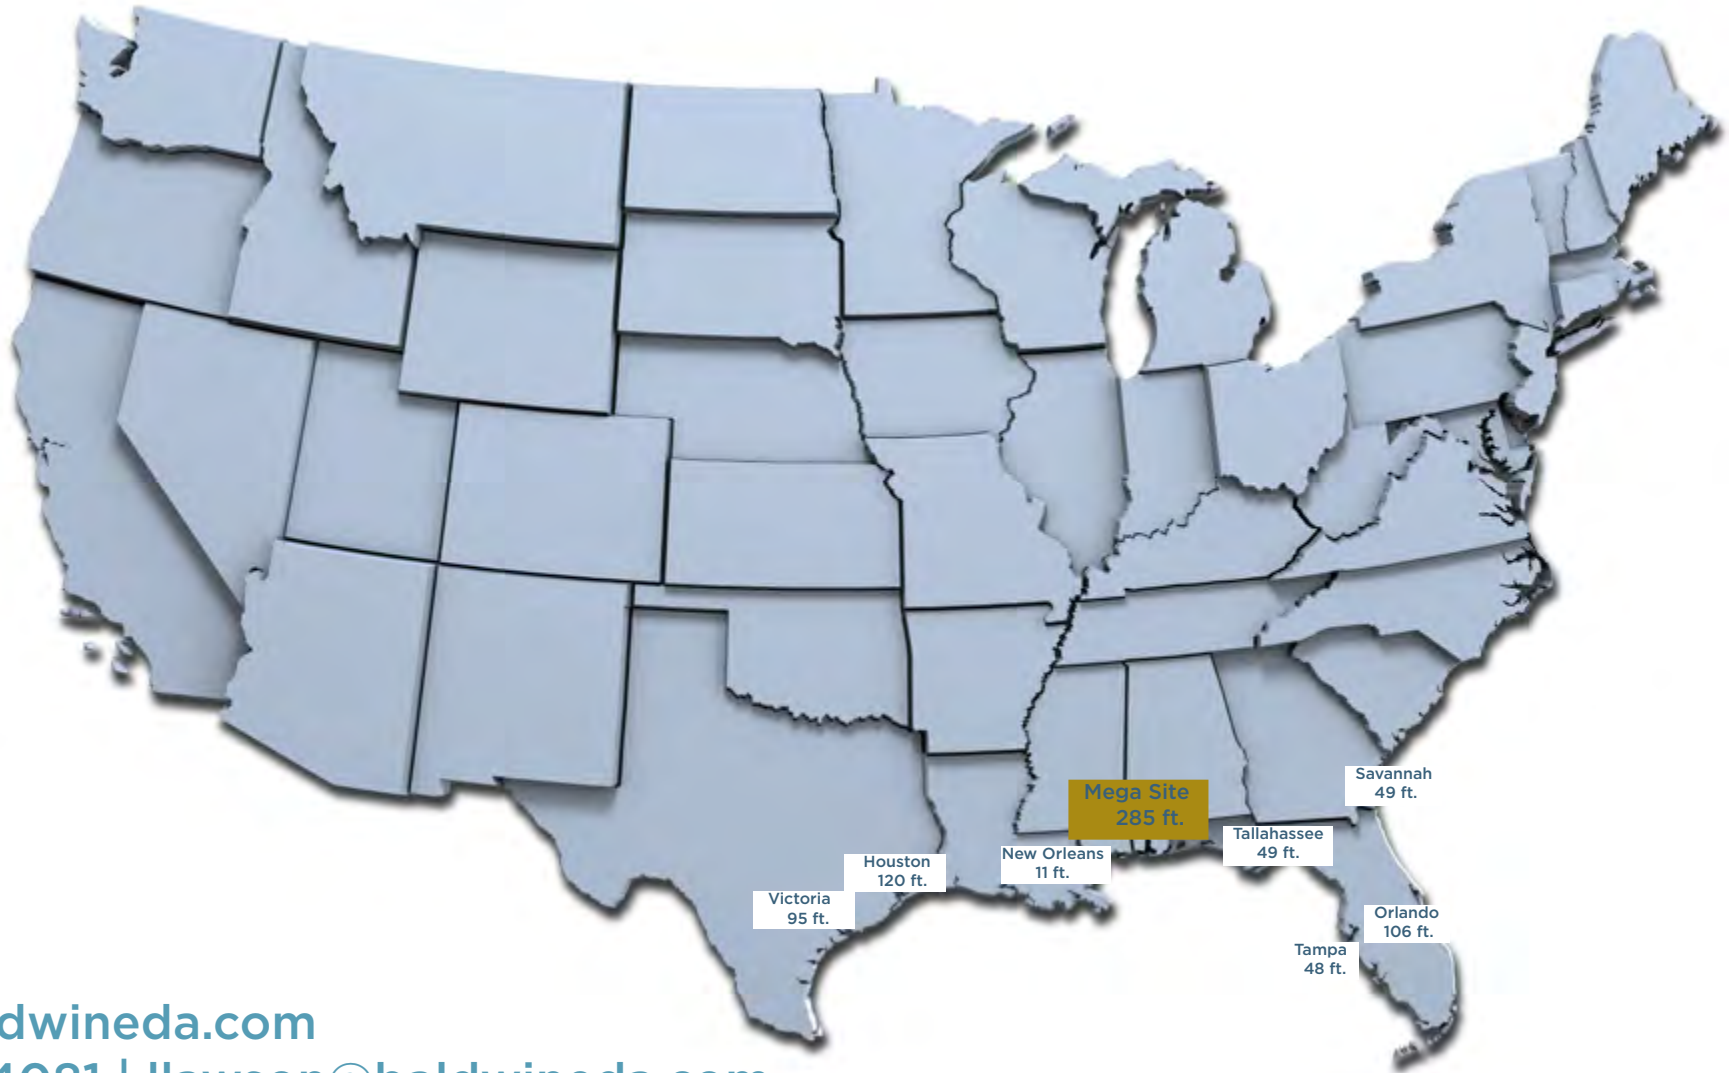 Savannah
49 ft.
Mega Site
285 ft.
Tallahassee
49 ft.
New Orleans
11 ft.
Houston
120 ft.
Victoria
95 ft.
Orlando
106 ft.
Tampa
48 ft.
dwineda.com